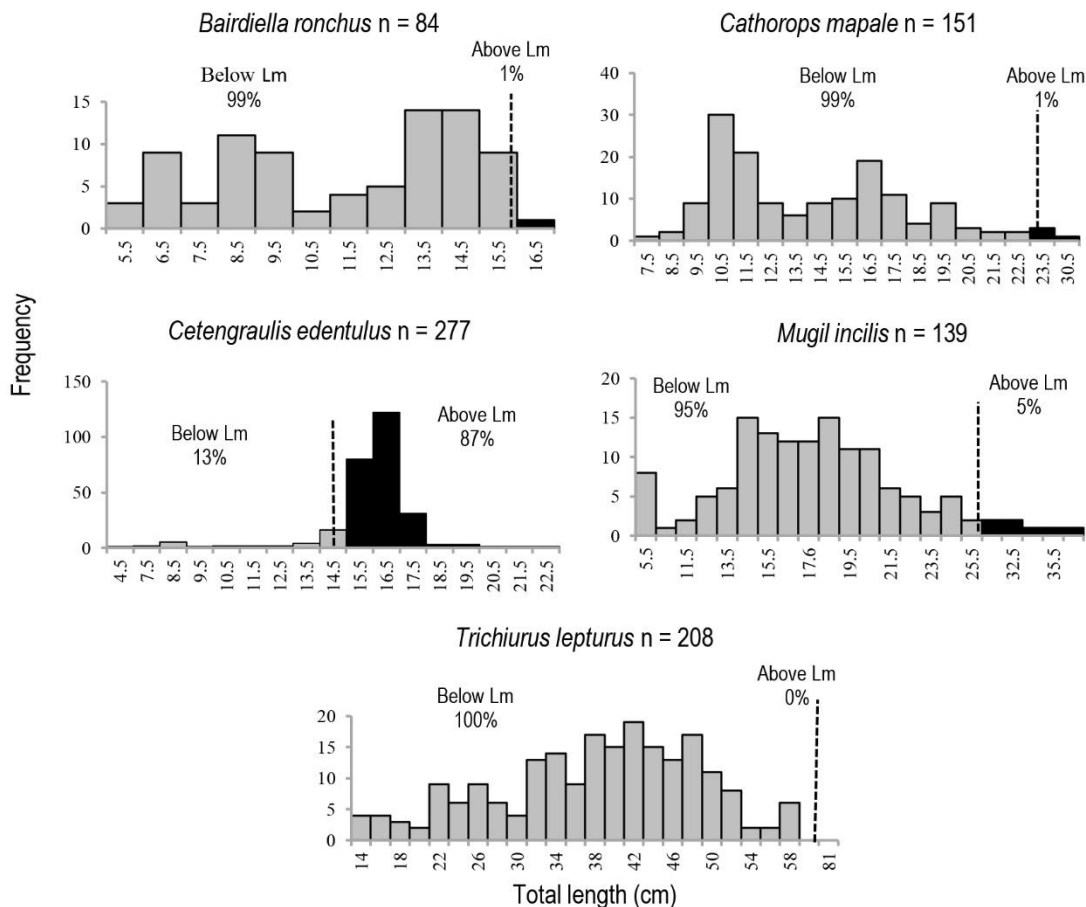 Bairdiella ronchus n = 84
Below Lm
99%
Above Lm
1%
15
10
5
0
5.5 6.5 7.5 8.5 9.5 10.5 11.5 12.5 13.5 14.5 15.5 16.5
Cathorops mapale n = 151
Below Lm
99%
Above Lm
1%
40
30
20
10
0
7.5 8.5 9.5 10.5 11.5 12.5 13.5 14.5 15.5 16.5 17.5 18.5 19.5 20.5 21.5 22.5 23.5 30.5
Frequency
Cetengraulis edentulus n = 277
Below Lm
13%
Above Lm
87%
150
100
50
0
4.5 7.5 8.5 9.5 10.5 11.5 12.5 13.5 14.5 15.5 16.5 17.5 18.5 19.5 20.5 21.5 22.5
Mugil incilis n = 139
Below Lm
95%
Above Lm
5%
20
15
10
5
0
5.5 11.5 13.5 15.5 17.6 19.5 21.5 23.5 25.5 32.5 35.5
Trichiurus lepturus n = 208
Below Lm
100%
Above Lm
0%
20
15
10
5
0
14 18 22 26 30 34 38 42 46 50 54 58 81
Total length (cm)